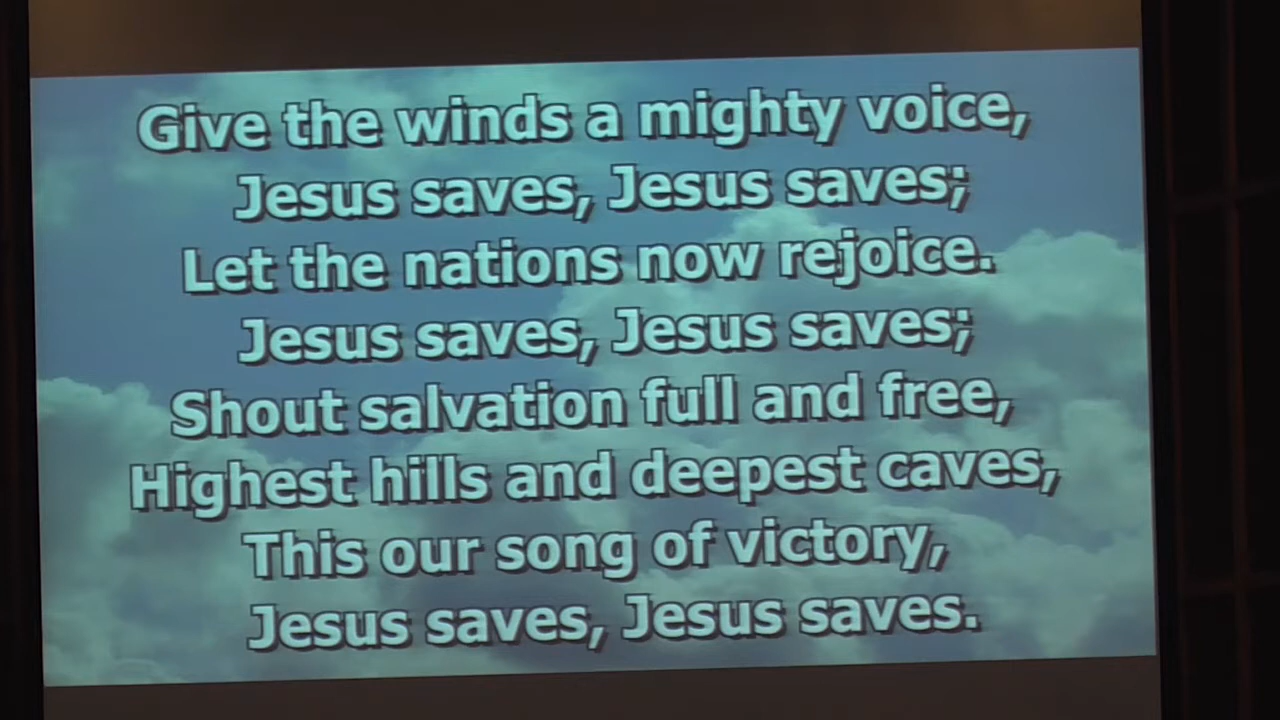 Give the winds a mighty voice,
Jesus saves, Jesus saves;
Let the nations now rejoice.
Jesus saves, Jesus saves;
Shout salvation full and free,
Highest hills and deepest caves,
This our song of victory,
Jesus saves, Jesus saves.